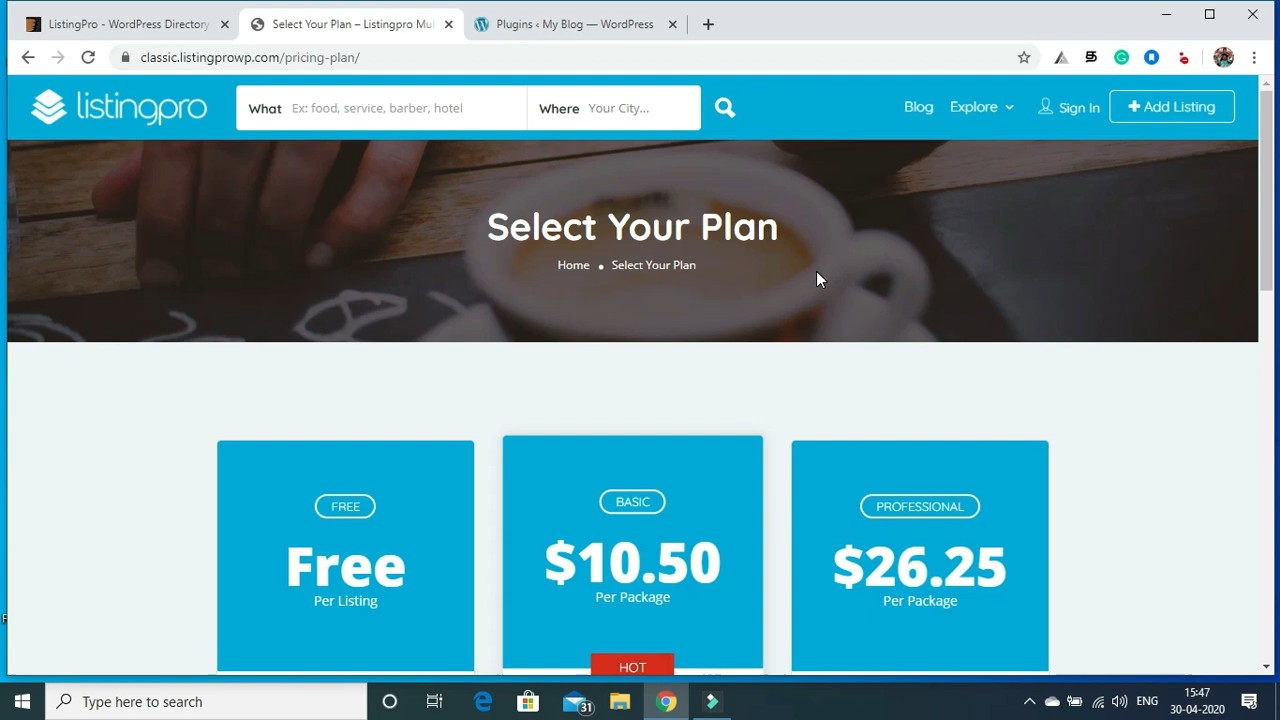 ListingPro - WordPress Directory
Select Your Plan – Listingpro Mul
Plugins ‹ My Blog — WordPress
classic.listingprowp.com/pricing-plan/
listingpro
What Ex: food, service, barber, hotel
Where Your City...
Blog
Explore
Sign In
Add Listing
Select Your Plan
Home Select Your Plan
FREE
Free
Per Listing
BASIC
$10.50
Per Package
HOT
PROFESSIONAL
$26.25
Per Package
Type here to search
31
ENG
15:47
30-04-2020